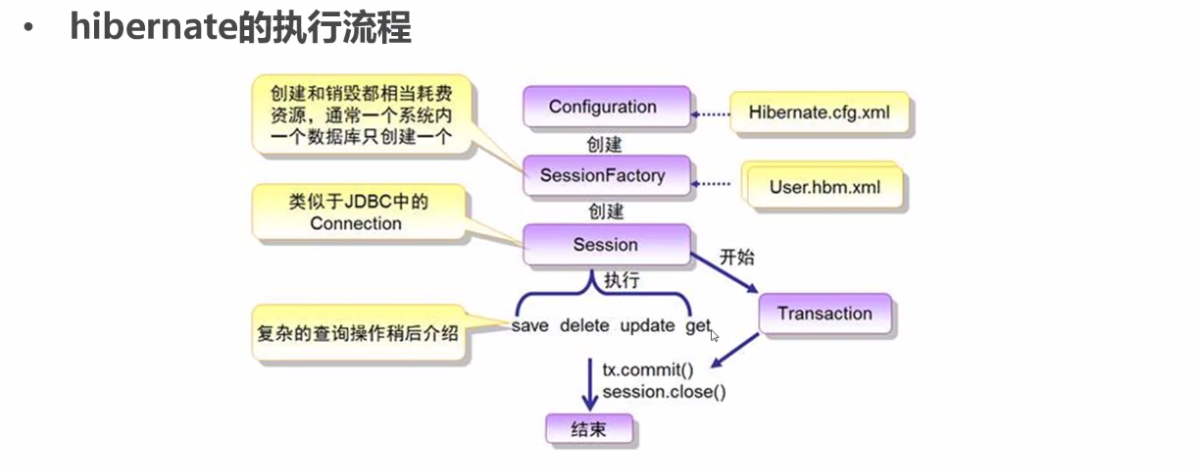 • hibernate的执行流程
创建和销毁都相当耗费
资源，通常一个系统内
一个数据库只创建一个
Configuration
Hibernate.cfg.xml
创建
SessionFactory
User.hbm.xml
创建
类似于JDBC中的
Connection
Session
开始
执行
Transaction
复杂的查询操作稍后介绍
save delete update get
tx.commit()
session.close()
结束